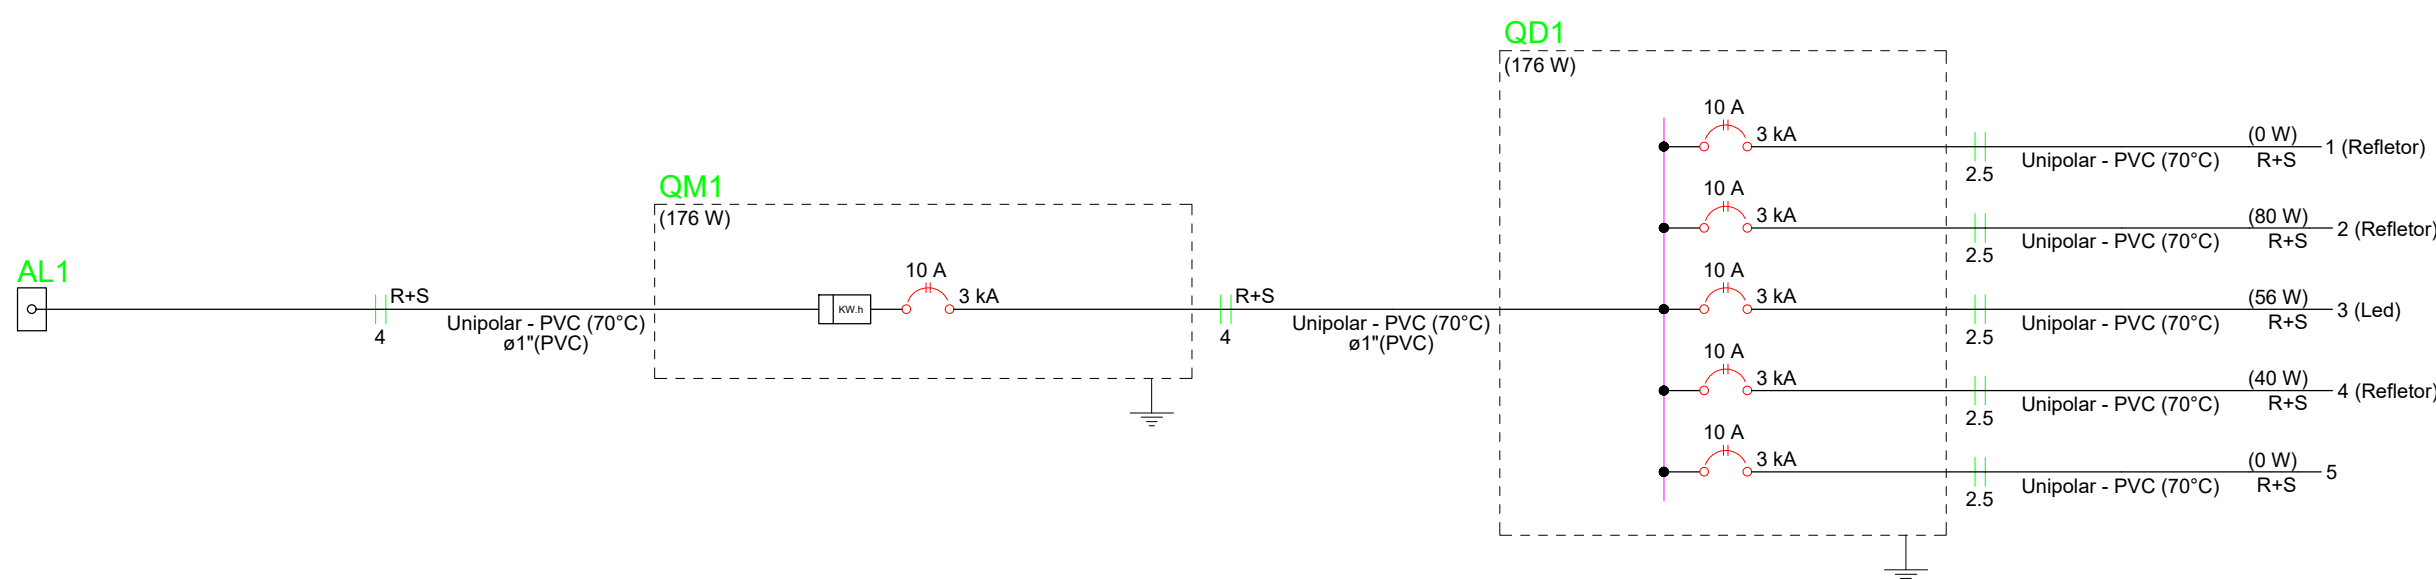 AL1
R+S
4
Unipolar - PVC (70°C)
ø1"(PVC)
QM1
(176 W)
KW.h
10 A
3 kA
R+S
4
Unipolar - PVC (70°C)
ø1"(PVC)
QD1
(176 W)
10 A
3 kA
2.5
Unipolar - PVC (70°C)
(0 W)
R+S
1 (Refletor)
10 A
3 kA
2.5
Unipolar - PVC (70°C)
(80 W)
R+S
2 (Refletor)
10 A
3 kA
2.5
Unipolar - PVC (70°C)
(56 W)
R+S
3 (Led)
10 A
3 kA
2.5
Unipolar - PVC (70°C)
(40 W)
R+S
4 (Refletor)
10 A
3 kA
2.5
Unipolar - PVC (70°C)
(0 W)
R+S
5